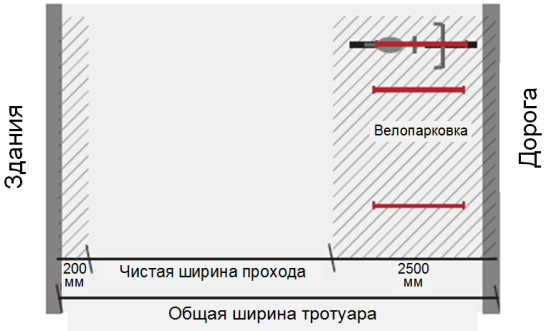 Здания
Велопарковка
Дорога
200
мм
Чистая ширина прохода
2500
мм
Общая ширина тротуара